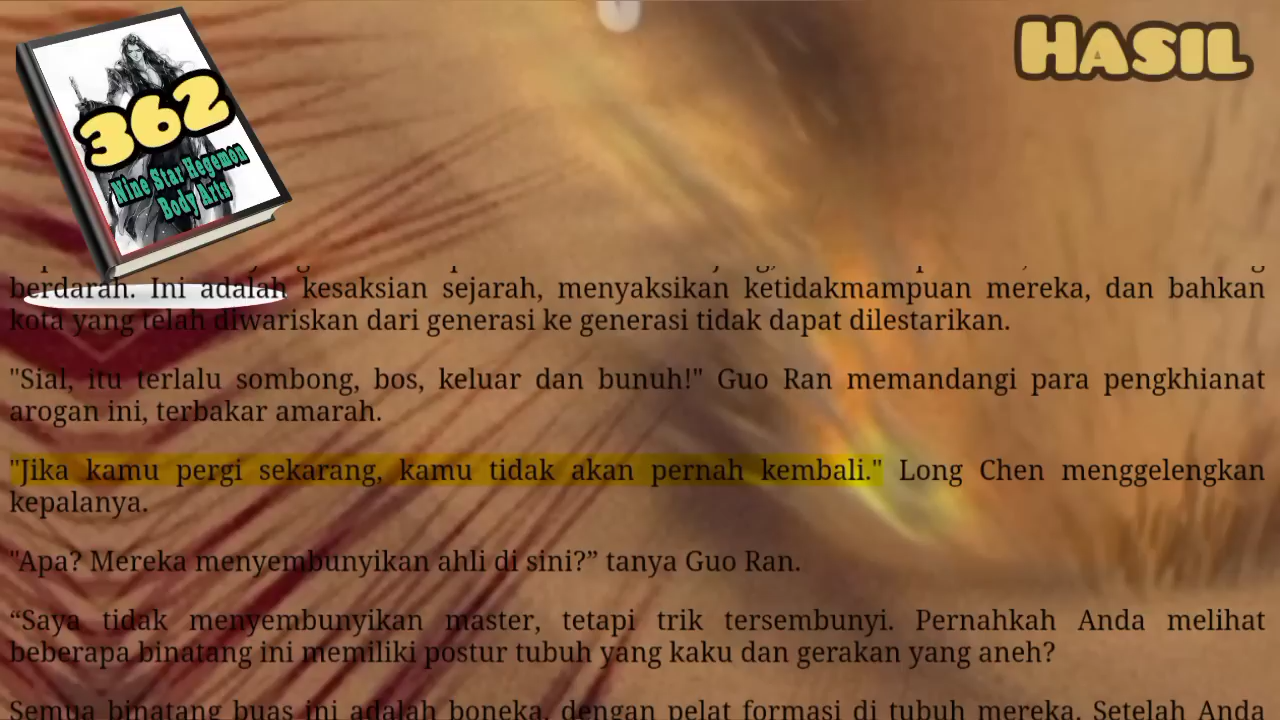 HASIL
362
Nine Star Hegemon
Body Arts
berdarah. Ini adalah kesaksian sejarah, menyaksikan ketidakmampuan mereka, dan bahkan
kota yang telah diwariskan dari generasi ke generasi tidak dapat dilestarikan.
"Sial, itu terlalu sombong, bos, keluar dan bunuh!" Guo Ran memandangi para pengkhianat
arogan ini, terbakar amarah.
"Jika kamu pergi sekarang, kamu tidak akan pernah kembali." Long Chen menggelengkan
kepalanya.
"Apa? Mereka menyembunyikan ahli di sini?” tanya Guo Ran.
“Saya tidak menyembunyikan master, tetapi trik tersembunyi. Pernahkah Anda melihat
beberapa binatang ini memiliki postur tubuh yang kaku dan gerakan yang aneh?
Semua binatang buas ini adalah boneka, dengan pelat formasi di tubuh mereka. Setelah Anda